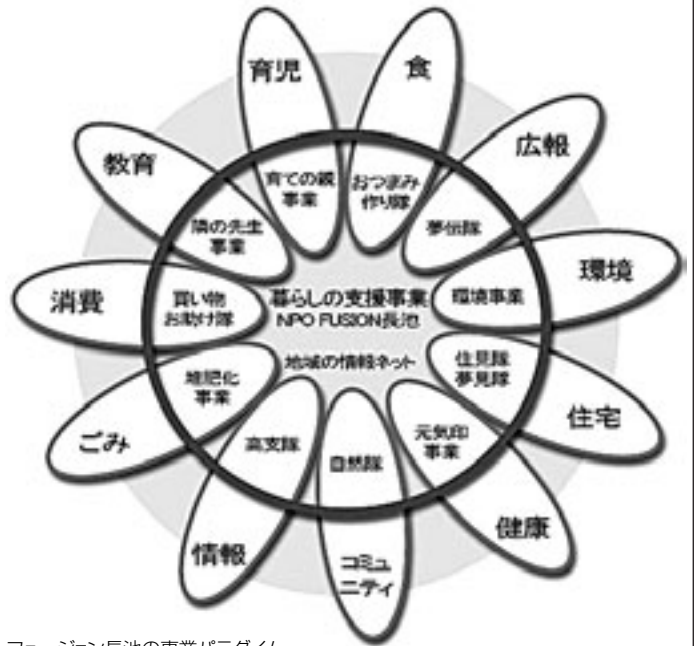 育児
食
教育
広報
育ての親
事業
おつまみ
作り隊
隣の先生
事業
夢伝隊
環境
消費
買い物
お助け隊
暮らしの支援事業
NPO FUSION長池
環境事業
地域の情報ネット
住見隊
夢見隊
堆肥化
事業
住宅
ごみ
高支隊
自然隊
元気印
事業
情報
コミュ
ニティ
健康
フュージョン長池の事業パラダイム